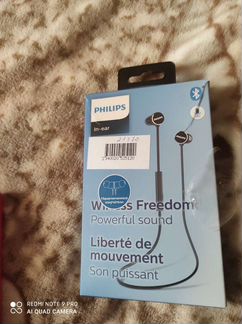 PHILIPS
In-ear
Wireless Freedom
Powerful sound
Liberté de
mouvement
Son puissant
REDMI NOTE 9 PRO
AI QUAD CAMERA